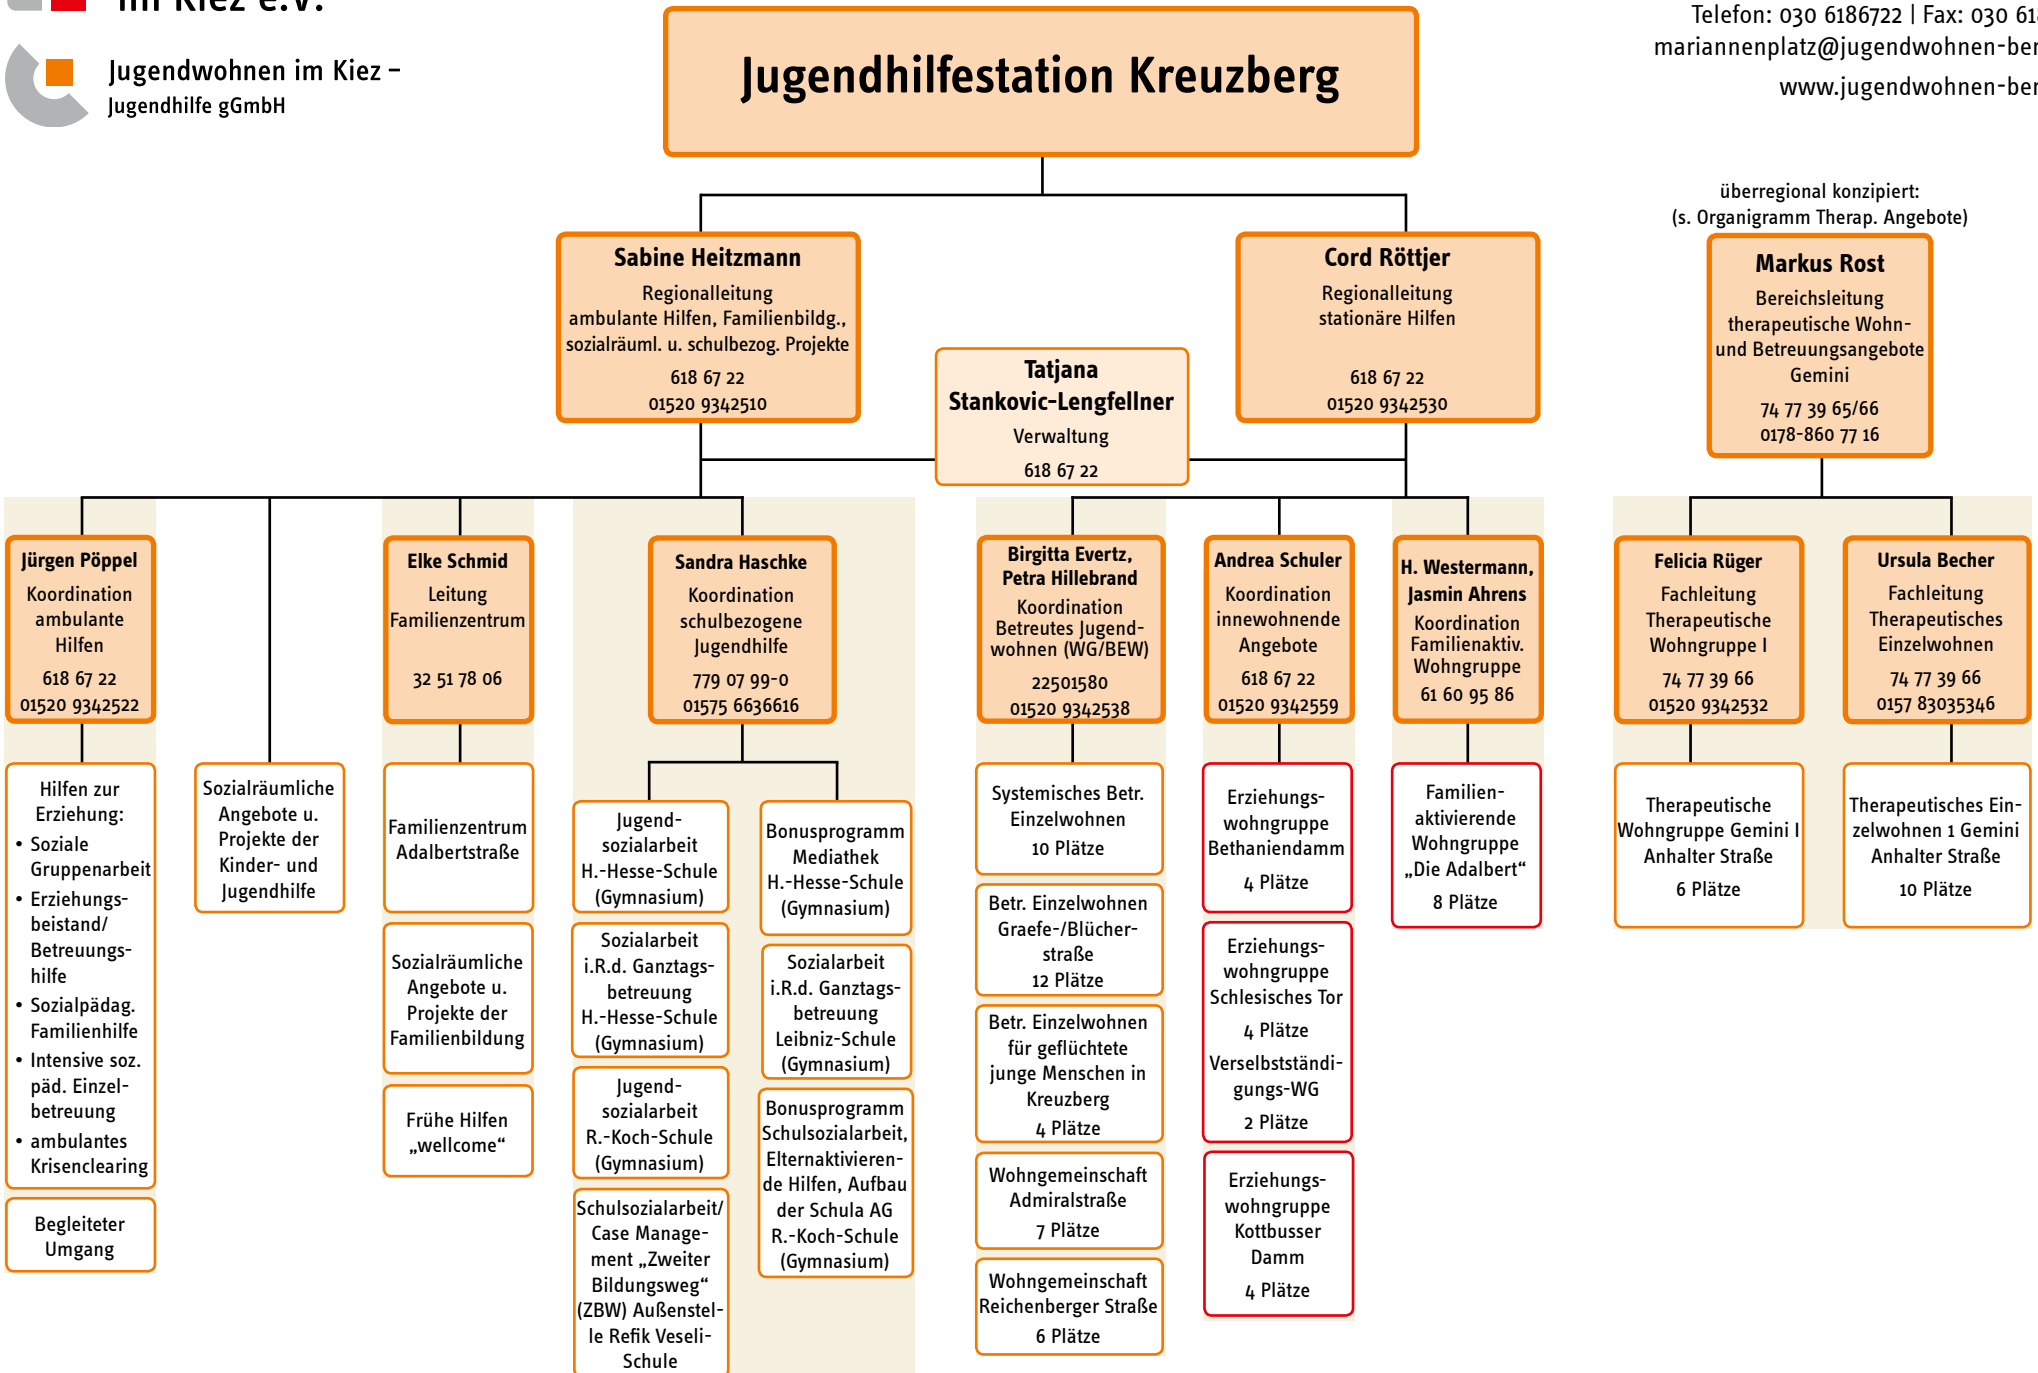 im Kiez e.V.
Jugendwohnen im Kiez –
Jugendhilfe gGmbH
Jugendhilfestation Kreuzberg
Telefon: 030 6186722 | Fax: 030
mariannenplatz@jugendwohnen-ber
www.jugendwohnen-ber
überregional konzipiert:
(s. Organigramm Therap. Angebote)
Sabine Heitzmann
Regionalleitung
ambulante Hilfen, Familienbildg.,
sozialräuml. u. schulbezog. Projekte
618 67 22
01520 9342510
Cord Röttjer
Regionalleitung
stationäre Hilfen
618 67 22
01520 9342530
Markus Rost
Bereichsleitung
therapeutische Wohn-
und Betreuungsangebote
Gemini
74 77 39 65/66
0178-860 77 16
Tatjana
Stankovic-Lengfellner
Verwaltung
618 67 22
Jürgen Pöppel
Koordination
ambulante
Hilfen
618 67 22
01520 9342522
Elke Schmid
Leitung
Familienzentrum
32 51 78 06
Sandra Haschke
Koordination
schulbezogene
Jugendhilfe
779 07 99-0
01575 6636616
Birgitta Evertz,
Petra Hillebrand
Koordination
Betreutes Jugend-
wohnen (WG/BEW)
22501580
01520 9342538
Andrea Schuler
Koordination
innewohnende
Angebote
618 67 22
01520 9342559
H. Westermann,
Jasmin Ahrens
Koordination
Familienaktiv.
Wohngruppe
61 60 95 86
Felicia Rüger
Fachleitung
Therapeutische
Wohngruppe I
74 77 39 66
01520 9342532
Ursula Becher
Fachleitung
Therapeutisches
Einzelwohnen
74 77 39 66
0157 83035346
Hilfen zur
Erziehung:
• Soziale
Gruppenarbeit
• Erziehungs-
beistand/
Betreuungs-
hilfe
• Sozialpädag.
Familienhilfe
• Intensive soz.
päd. Einzel-
betreuung
• ambulantes
Krisenclearing
Begleiteter
Umgang
Sozialräumliche
Angebote u.
Projekte der
Kinder- und
Jugendhilfe
Familienzentrum
Adalbertstraße
Sozialräumliche
Angebote u.
Projekte der
Familienbildung
Frühe Hilfen
„wellcome“
Jugend-
sozialarbeit
H.-Hesse-Schule
(Gymnasium)
Sozialarbeit
i.R.d. Ganztags-
betreuung
H.-Hesse-Schule
(Gymnasium)
Jugend-
sozialarbeit
R.-Koch-Schule
(Gymnasium)
Schulsozialarbeit/
Case Manage-
ment „Zweiter
Bildungsweg“
(ZBW) Außenstel-
le Refik Veseli-
Schule
Bonusprogramm
Mediathek
H.-Hesse-Schule
(Gymnasium)
Sozialarbeit
i.R.d. Ganztags-
betreuung
Leibniz-Schule
(Gymnasium)
Bonusprogramm
Schulsozialarbeit,
Elternaktivieren-
de Hilfen, Aufbau
der Schula AG
R.-Koch-Schule
(Gymnasium)
Systemisches Betr.
Einzelwohnen
10 Plätze
Betr. Einzelwohnen
Graefe-/Blücher-
straße
12 Plätze
Betr. Einzelwohnen
für geflüchtete
junge Menschen in
Kreuzberg
4 Plätze
Wohngemeinschaft
Admiralstraße
7 Plätze
Wohngemeinschaft
Reichenberger Straße
6 Plätze
Erziehungs-
wohngruppe
Bethaniendamm
4 Plätze
Erziehungs-
wohngruppe
Schlesisches Tor
4 Plätze
Verselbstständi-
gungs-WG
2 Plätze
Erziehungs-
wohngruppe
Kottbusser
Damm
4 Plätze
Familien-
aktivierende
Wohngruppe
„Die Adalbert“
8 Plätze
Therapeutische
Wohngruppe Gemini I
Anhalter Straße
6 Plätze
Therapeutisches Ein-
zelwohnen 1 Gemini
Anhalter Straße
10 Plätze